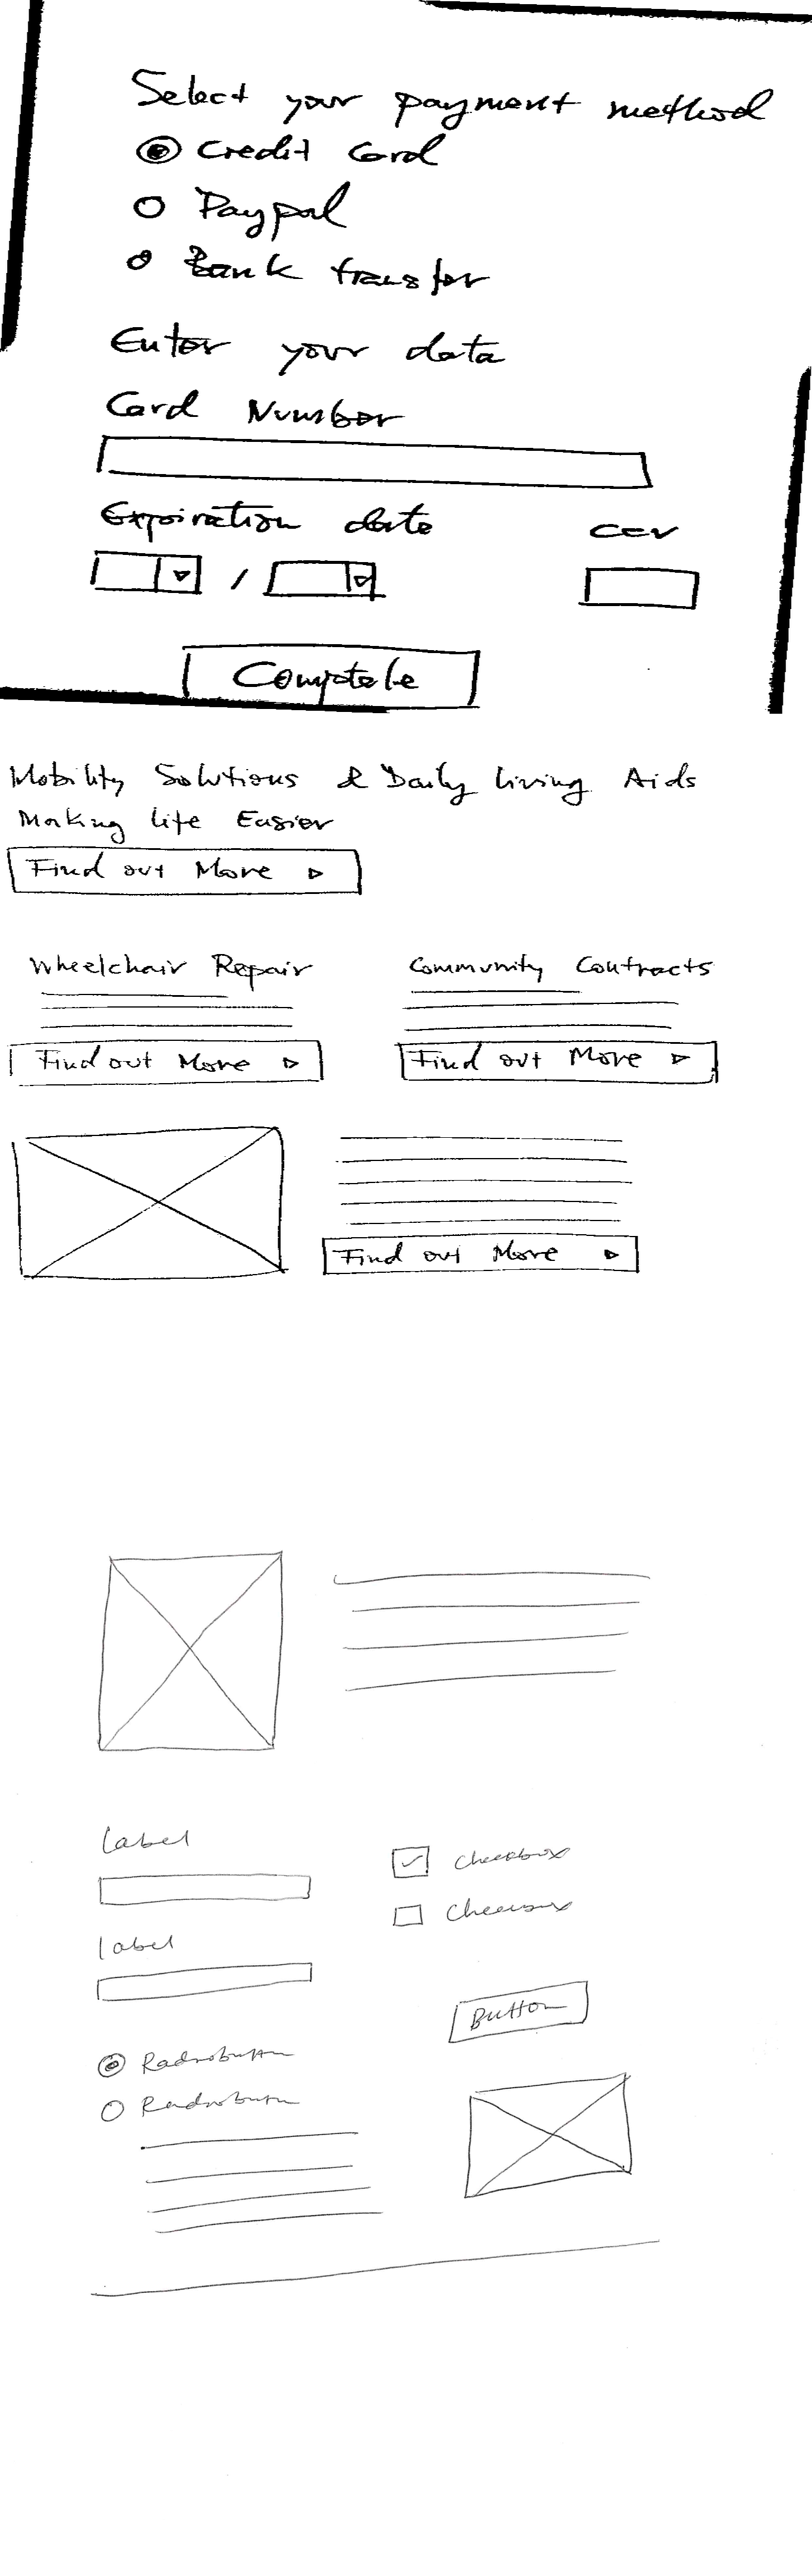 Select your payment method
Credit Card
Paypal
Bank transfer
Enter your data
Card Number
Expiration date
CCV
/
Complete
Mobility Solutions & Daily living Aids
Making life Easier
Find out More
Wheelchair Repair
Community Contracts
Find out More
Find out More
Find out More
Label
Checkbox
Checkbox
label
Button
Radiobutton
Radiobutton